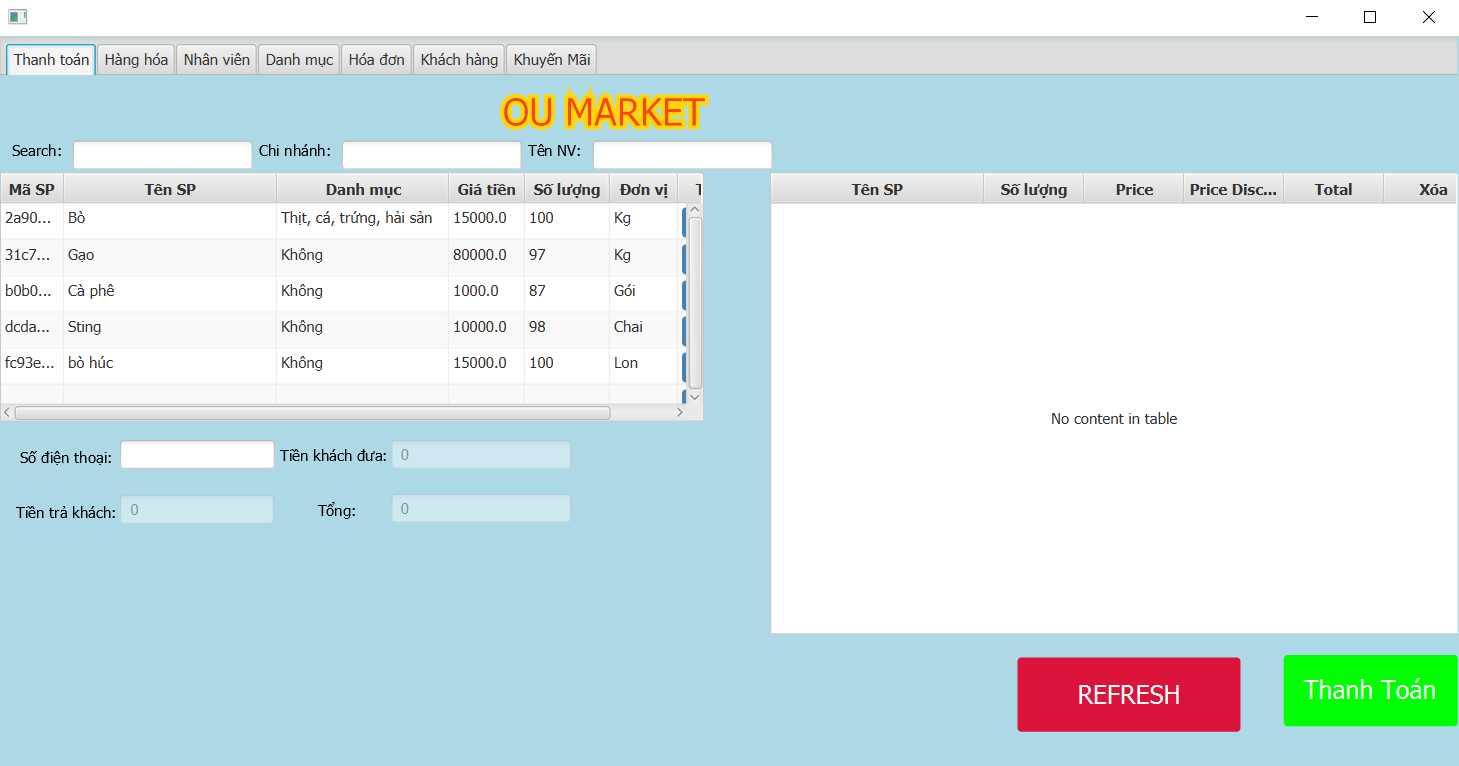 Thanh toán Hàng hóa Nhân viên Danh mục Hóa đơn Khách hàng Khuyến Mãi
OU MARKET
Search: Chi nhánh: Tên NV:
Mã SP Tên SP Danh mục Giá tiền Số lượng Đơn vị
2a90... Bò Thịt, cá, trứng, hải sản 15000.0 100 Kg
31c7... Gạo Không 80000.0 97 Kg
b0b0... Cà phê Không 1000.0 87 Gói
dcda... Sting Không 10000.0 98 Chai
fc93e... bò húc Không 15000.0 100 Lon
Tên SP Số lượng Price Price Disc... Total Xóa
No content in table
Số điện thoại: Tiền khách đưa: 0
Tiền trả khách: 0 Tổng: 0
REFRESH Thanh Toán